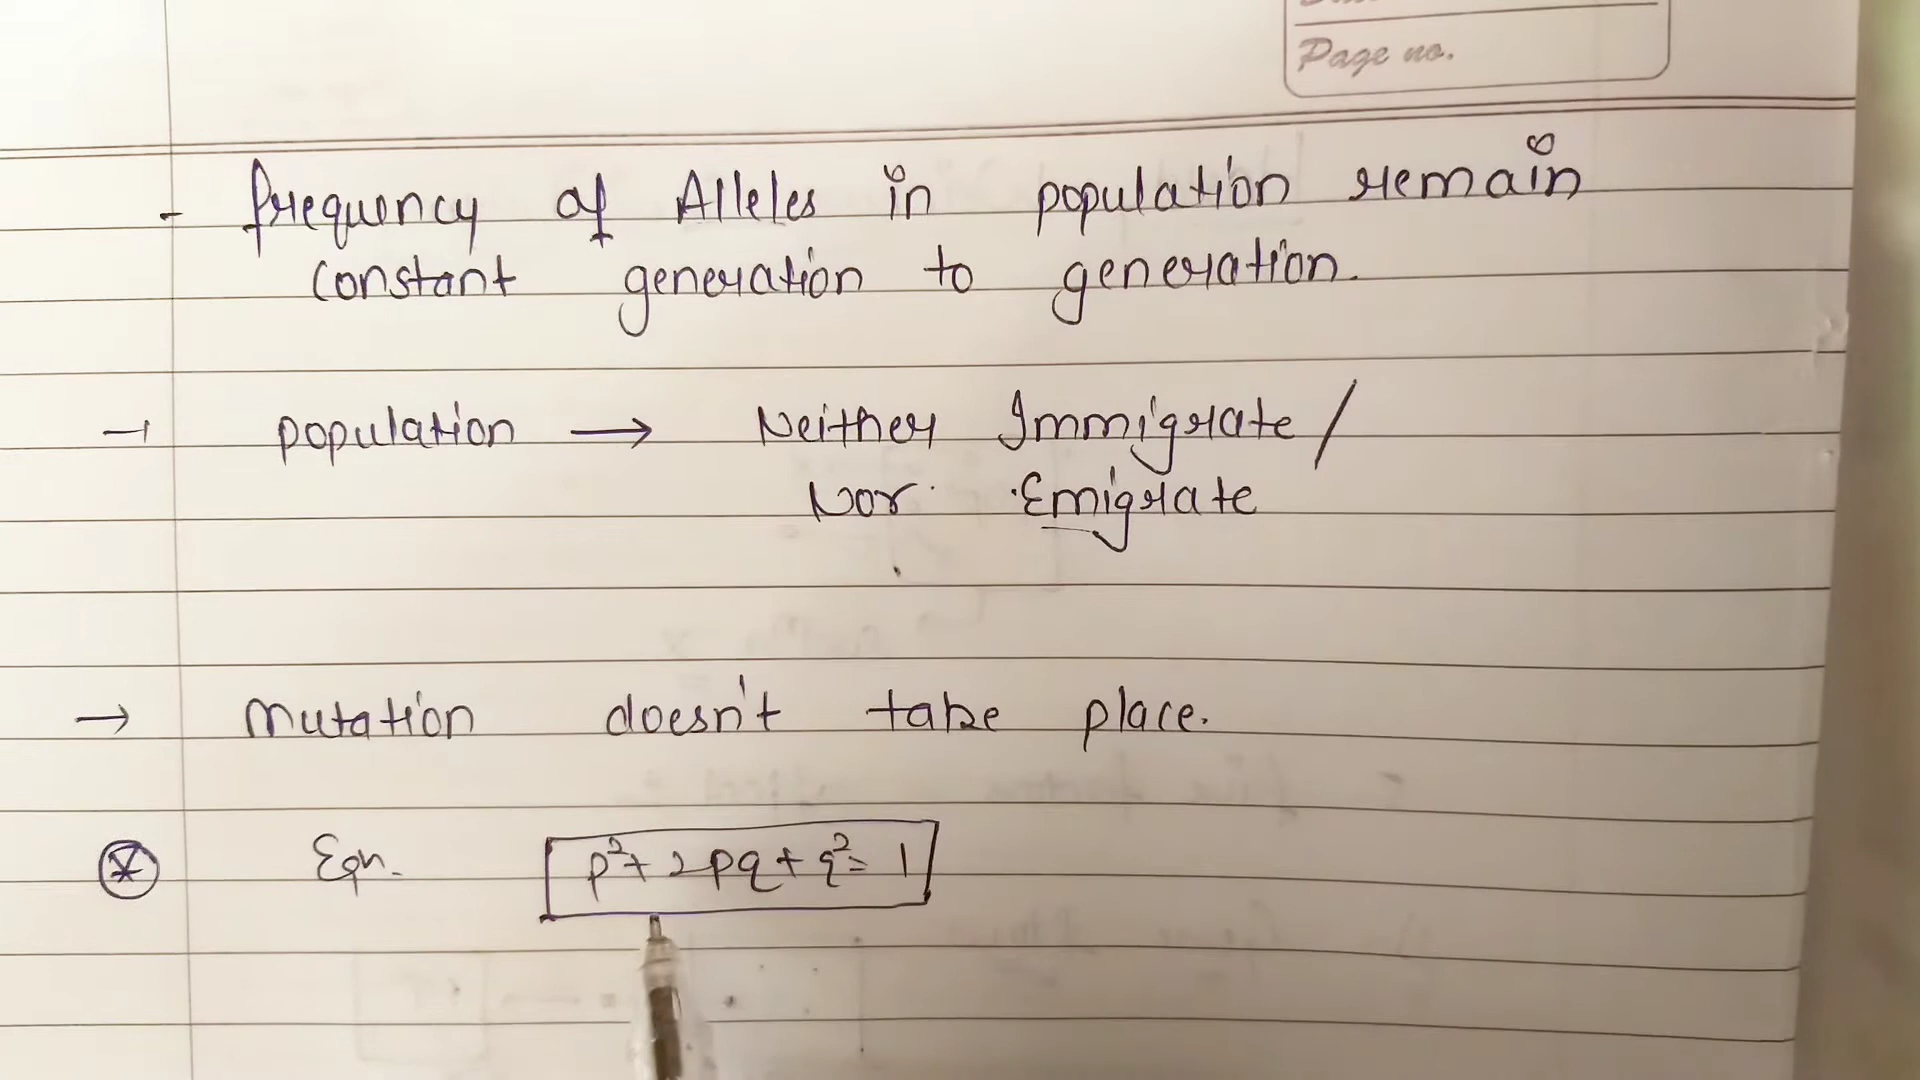 Page no.
- frequency of Alleles in population remain
constant generation to generation.
- population → Neither Immigrate /
Nor Emigrate
→ Mutation doesn't take place.
Eqn. p²+ 2pq + q²= 1